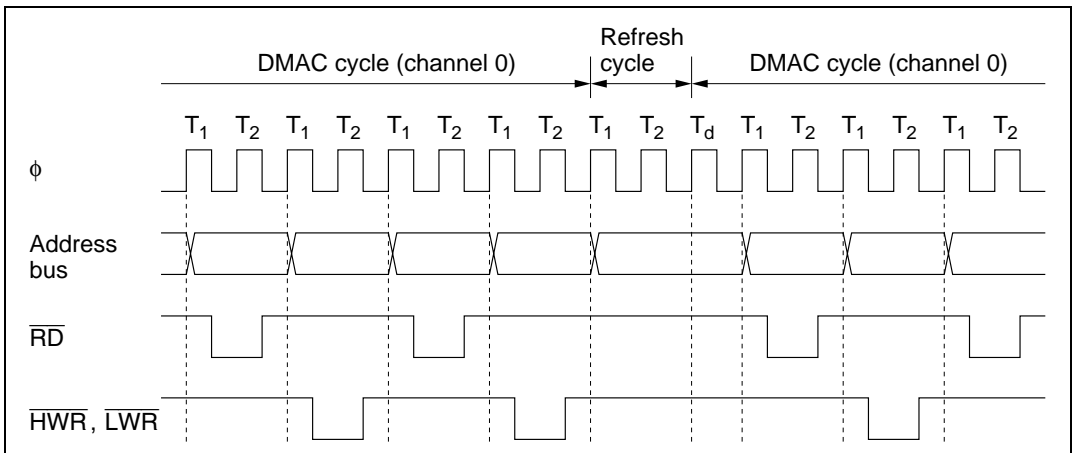 Refresh
DMAC cycle (channel 0) cycle DMAC cycle (channel 0)
T1 T2 T1 T2 T1 T2 T1 T2 T1 T2 Td T1 T2 T1 T2 T1 T2
ϕ
Address
bus
RD
HWR, LWR